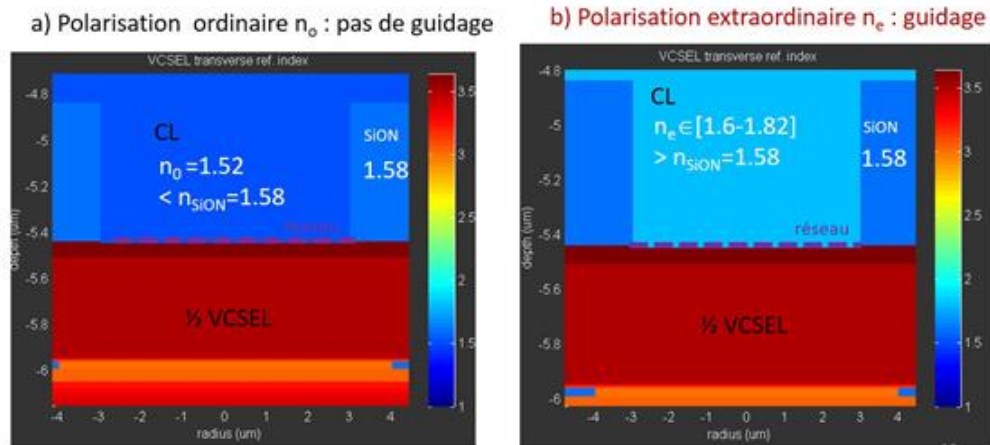 a) Polarisation ordinaire nₒ : pas de guidage
VCSEL transverse ref. index
-4.8
-5
-5.2
-5.4
-5.6
-5.8
-6
depth (um)
CL
n₀ =1.52
< n_SiON=1.58
SiON
1.58
½ VCSEL
-4 -3 -2 -1 0 1 2 3 4
radius (um)
3.5
3
2.5
2
1.5
1
b) Polarisation extraordinaire nₑ : guidage
VCSEL transverse ref. index
-4.8
-5
-5.2
-5.4
-5.6
-5.8
-6
depth (um)
CL
nₑ∈[1.6-1.82]
> n_SiON=1.58
SiON
1.58
réseau
½ VCSEL
-4 -3 -2 -1 0 1 2 3 4
radius (um)
3.5
3
2.5
2
1.5
1